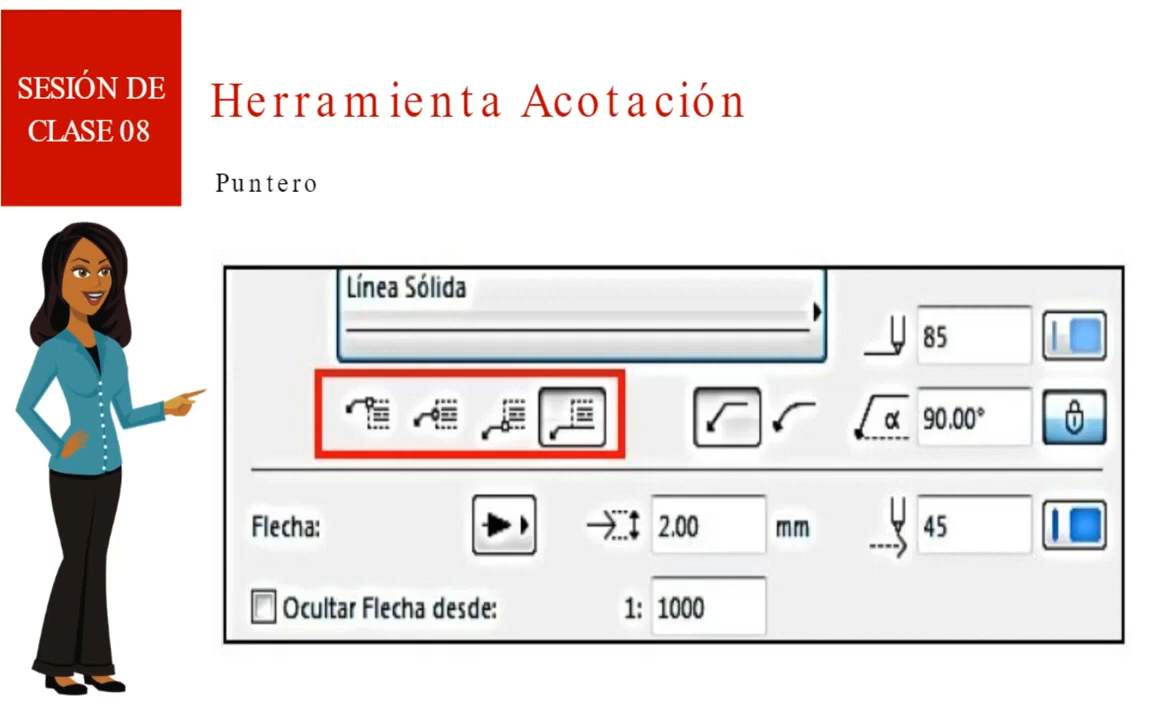 SESIÓN DE
CLASE 08
Herramienta Acotación
Puntero
Línea Sólida
85
α 90.00°
Flecha: 2.00 mm 45
Ocultar Flecha desde: 1: 1000